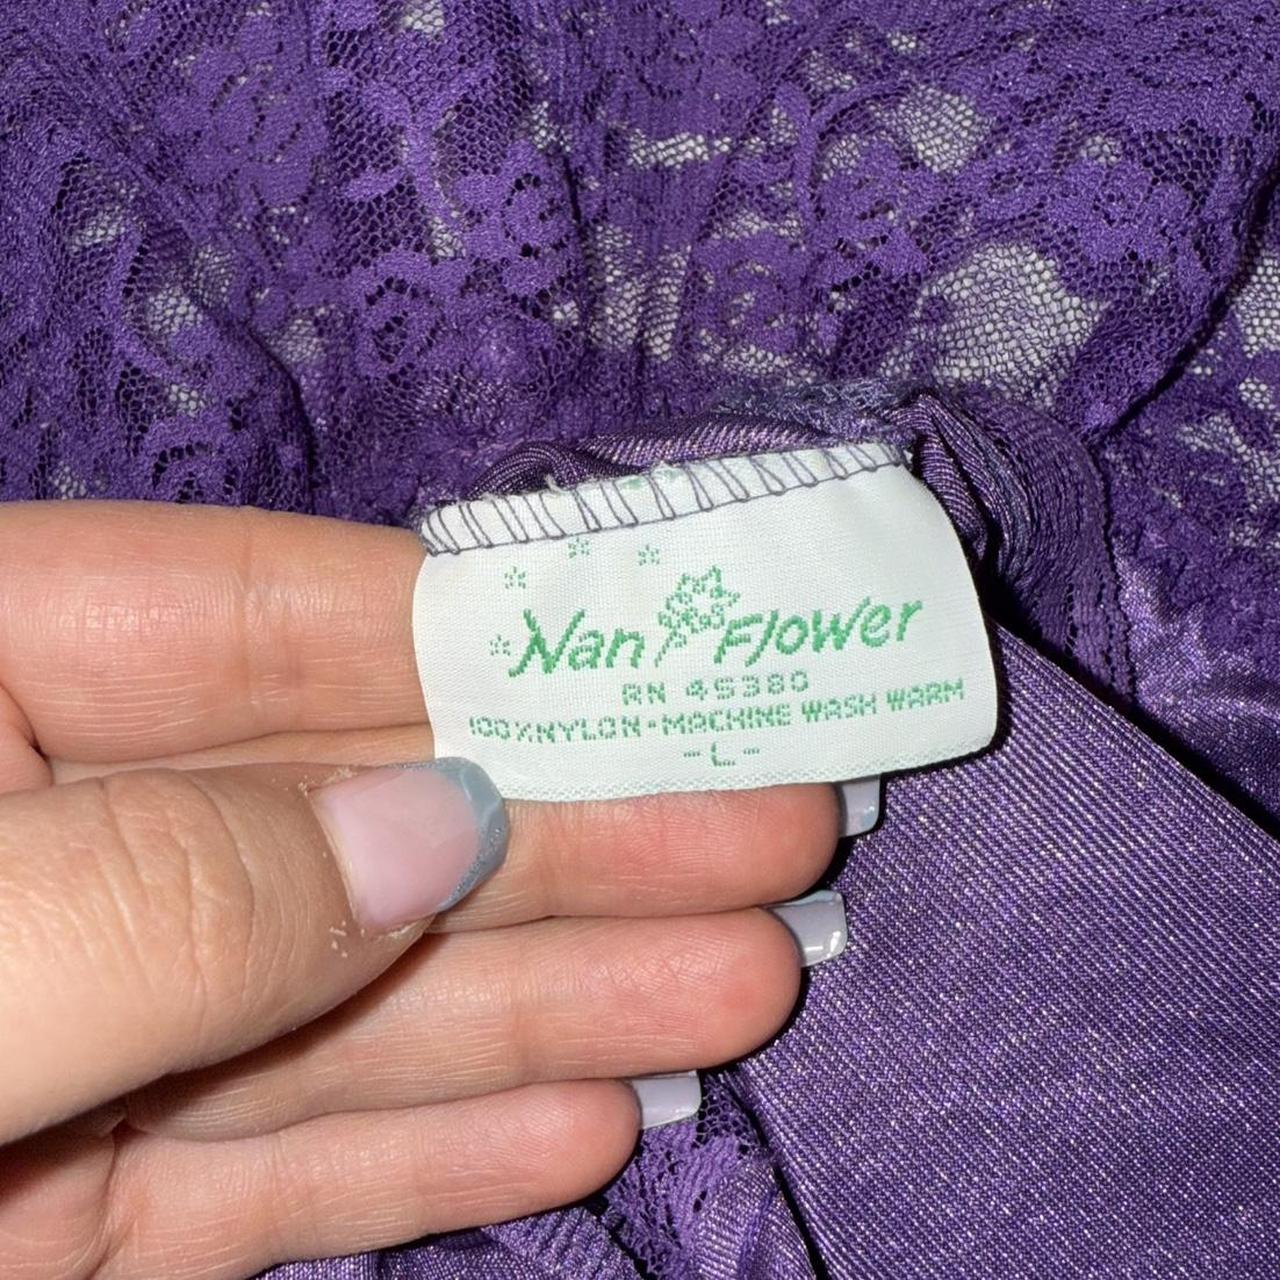 Nan Flower
RN 45380
100%NYLON-MACHINE WASH WARM
-L-